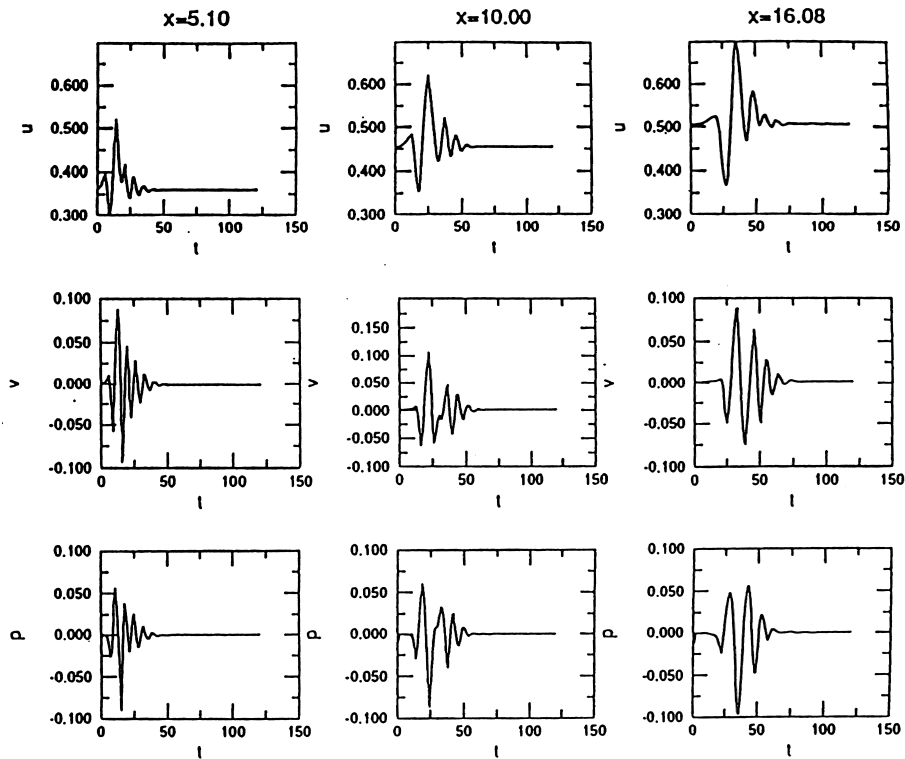 x=5.10 x=10.00 x=16.08
0.600 0.600 0.600
u 0.500 u 0.500 u 0.500
0.400 0.400 0.400
0.300 0.300 0.300
0 50 100 150 0 50 100 150 0 50 100 150
t t t
0.100 0.100
0.150
0.050 0.100 0.050
v 0.000 v 0.050 v 0.000
0.000
-0.050 -0.050 -0.050
-0.100 -0.100 -0.100
0 50 100 150 0 50 100 150 0 50 100 150
t t t
0.100 0.100 0.100
0.050 0.050 0.050
p 0.000 p 0.000 p 0.000
-0.050 -0.050 -0.050
-0.100 -0.100 -0.100
0 50 100 150 0 50 100 150 0 50 100 150
t t t